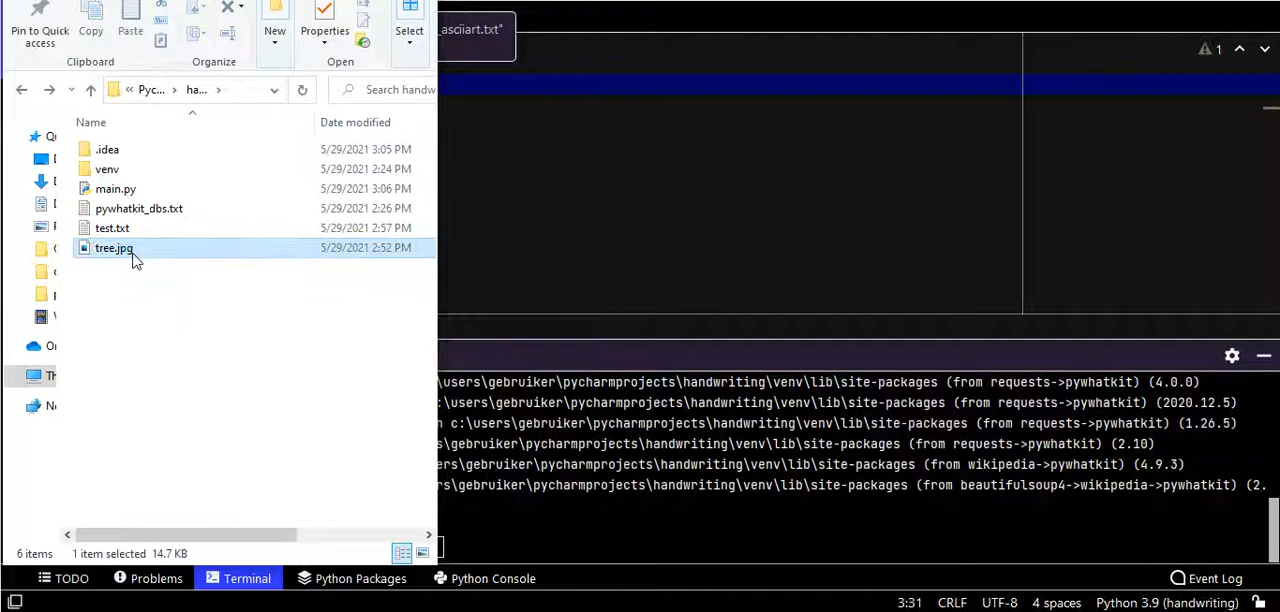 Pin to Quick access
Copy
Paste
New
Properties
Select
Clipboard
Organize
Open
_asciiart.txt"
1
« Pyc... > ha... >
Search handw
Name
Date modified
.idea 5/29/2021 3:05 PM
venv 5/29/2021 2:24 PM
main.py 5/29/2021 3:06 PM
pywhatkit_dbs.txt 5/29/2021 2:26 PM
test.txt 5/29/2021 2:57 PM
tree.jpg 5/29/2021 2:52 PM
\users\gebruiker\pycharmprojects\handwriting\venv\lib\site-packages (from requests->pywhatkit) (4.0.0)
:\users\gebruiker\pycharmprojects\handwriting\venv\lib\site-packages (from requests->pywhatkit) (2020.12.5)
n c:\users\gebruiker\pycharmprojects\handwriting\venv\lib\site-packages (from requests->pywhatkit) (1.26.5)
s\gebruiker\pycharmprojects\handwriting\venv\lib\site-packages (from requests->pywhatkit) (2.10)
ers\gebruiker\pycharmprojects\handwriting\venv\lib\site-packages (from wikipedia->pywhatkit) (4.9.3)
rs\gebruiker\pycharmprojects\handwriting\venv\lib\site-packages (from beautifulsoup4->wikipedia->pywhatkit) (2.
6 items 1 item selected 14.7 KB
TODO Problems Terminal Python Packages Python Console Event Log
3:31 CRLF UTF-8 4 spaces Python 3.9 (handwriting)